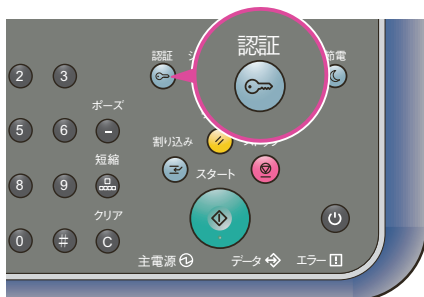 認証
認証
節電
2 3
ポーズ
5 6 −
割り込み
短縮
スタート
8 9
クリア
0 # C
主電源 データ エラー